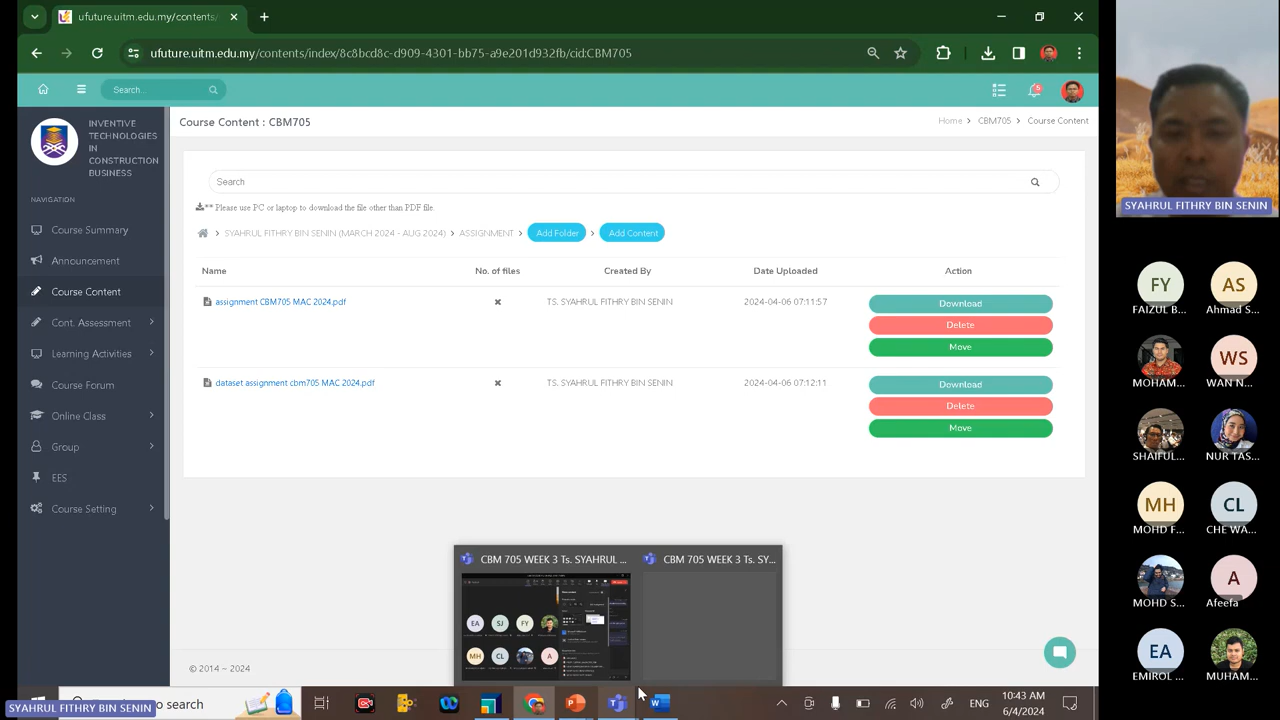 ufuture.uitm.edu.my/contents/
ufuture.uitm.edu.my/contents/index/8c8bcd8c-d909-4301-bb75-a9e201d932fb/cid:CBM705
Search...
5
INVENTIVE
TECHNOLOGIES
IN
CONSTRUCTION
BUSINESS
NAVIGATION
Course Summary
Announcement
Course Content
Cont. Assessment
Learning Activities
Course Forum
Online Class
Group
EES
Course Setting
Course Content : CBM705
Home > CBM705 > Course Content
Search
** Please use PC or laptop to download the file other than PDF file.
> SYAHRUL FITHRY BIN SENIN (MARCH 2024 - AUG 2024) > ASSIGNMENT > Add Folder > Add Content
Name No. of files Created By Date Uploaded Action
assignment CBM705 MAC 2024.pdf TS. SYAHRUL FITHRY BIN SENIN 2024-04-06 07:11:57 Download
Delete
Move
dataset assignment cbm705 MAC 2024.pdf TS. SYAHRUL FITHRY BIN SENIN 2024-04-06 07:12:11 Download
Delete
Move
CBM 705 WEEK 3 Ts. SYAHRUL ...
CBM 705 WEEK 3 Ts. SY...
EA SJ FY
MH CL A
© 2014 – 2024
SYAHRUL FITHRY BIN SENIN
search
ENG
10:43 AM
6/4/2024
SYAHRUL FITHRY BIN SENIN
FY AS
FAIZUL B... Ahmad S...
WS
MOHAM... WAN N...
SHAIFUL... NUR TAS...
MH CL
MOHD F... CHE WA...
A
MOHD S... Afeefa
EA
EMIROL ... MUHAM...